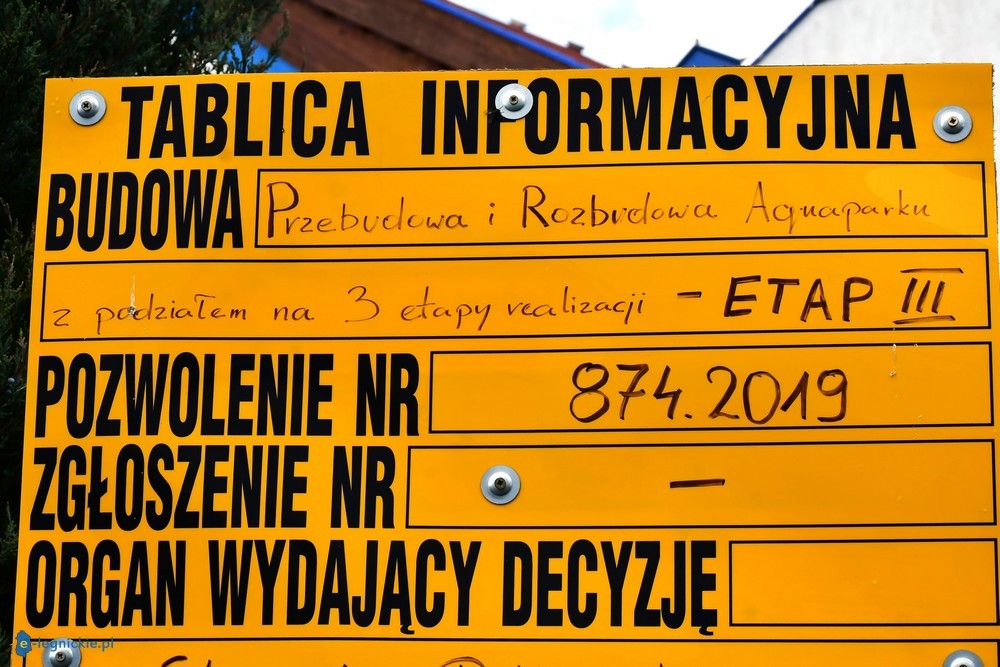 TABLICA INFORMACYJNA
BUDOWA Przebudowa i Rozbudowa Aquaparku
z podziałem na 3 etapy realizacji - ETAP III
POZWOLENIE NR 874.2019
ZGŁOSZENIE NR -
ORGAN WYDAJĄCY DECYZJĘ
e-legnickie.pl